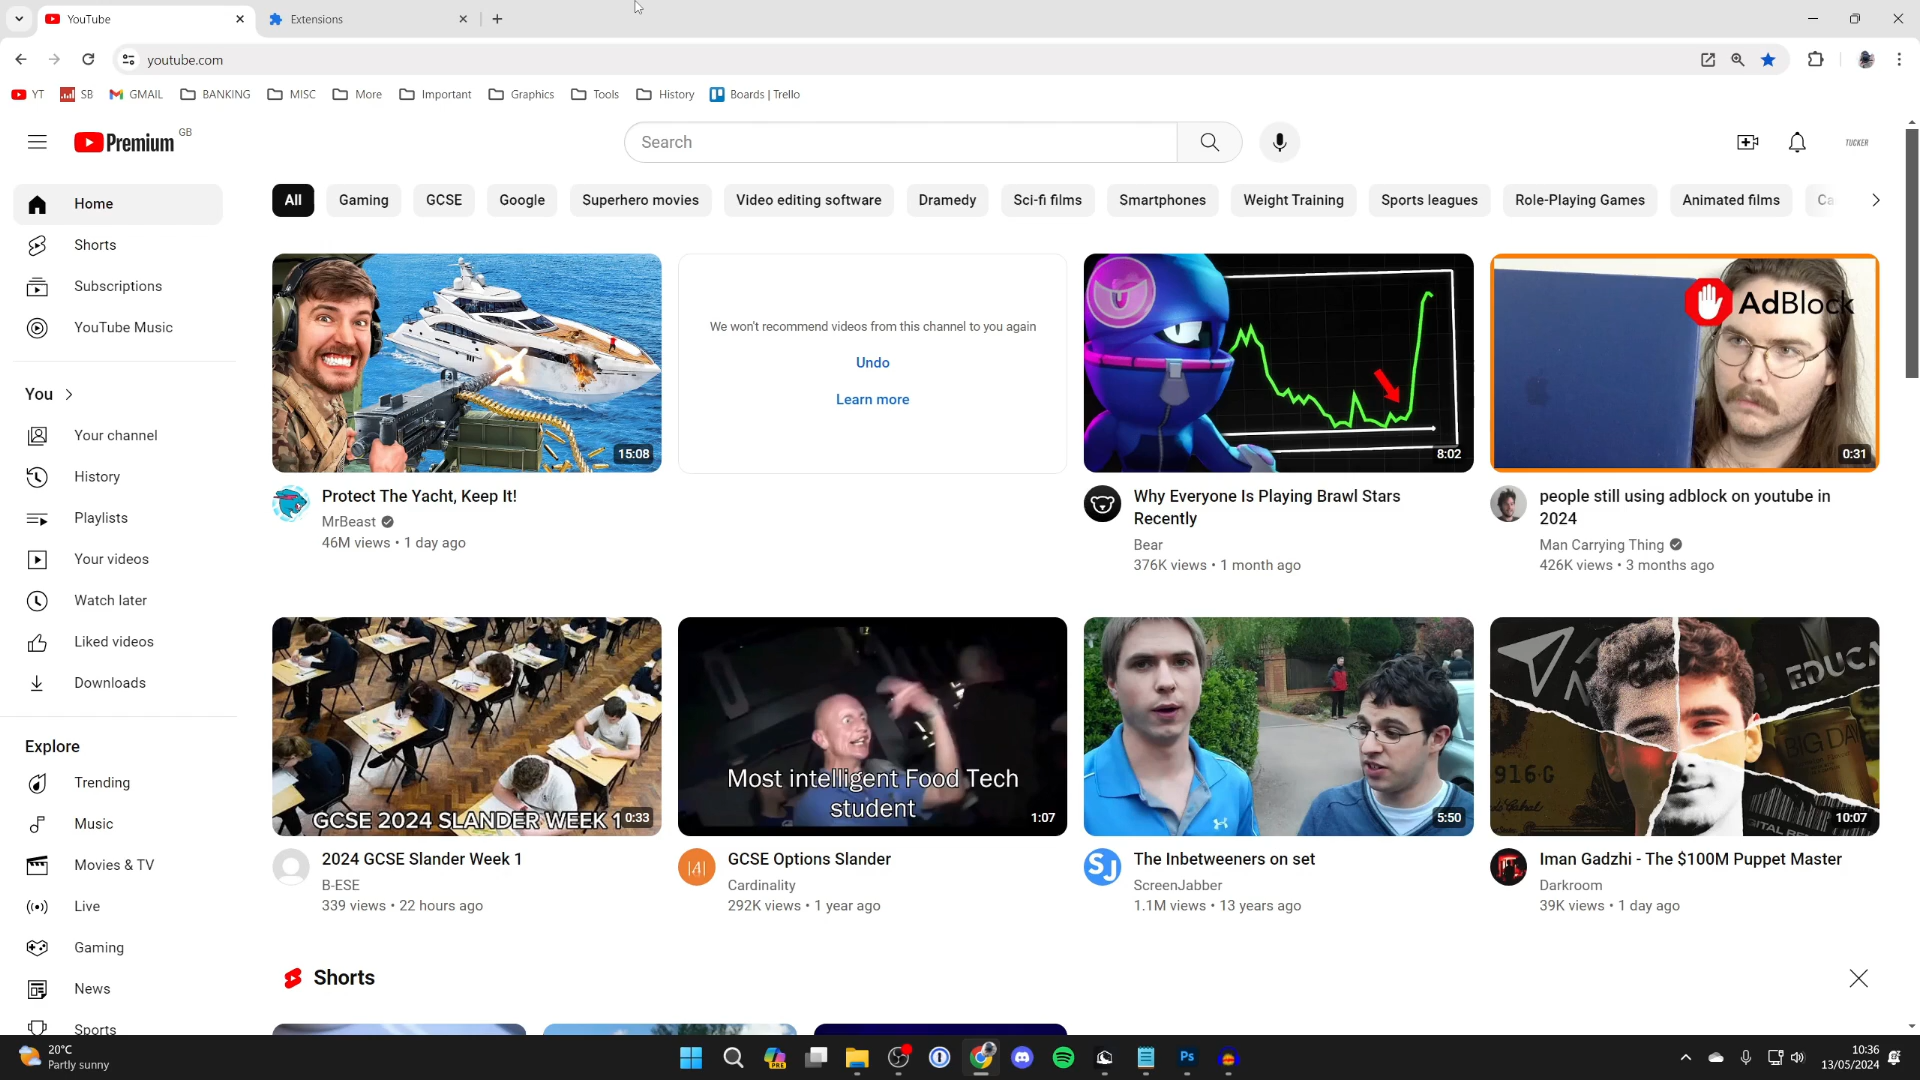 YouTube
Extensions
youtube.com
YT
SB
GMAIL
BANKING
MISC
More
Important
Graphics
Tools
History
Boards | Trello
Premium GB
Search
TUCKER
All
Gaming
GCSE
Google
Superhero movies
Video editing software
Dramedy
Sci-fi films
Smartphones
Weight Training
Sports leagues
Role-Playing Games
Animated films
Ca
Home
Shorts
Subscriptions
YouTube Music
You
Your channel
History
Playlists
Your videos
Watch later
Liked videos
Downloads
Explore
Trending
Music
Movies & TV
Live
Gaming
News
Sports
15:08
Protect The Yacht, Keep It!
MrBeast
46M views • 1 day ago
We won't recommend videos from this channel to you again
Undo
Learn more
8:02
Why Everyone Is Playing Brawl Stars
Recently
Bear
376K views • 1 month ago
AdBlock
0:31
people still using adblock on youtube in
2024
Man Carrying Thing
426K views • 3 months ago
GCSE 2024 SLANDER WEEK 1
0:33
2024 GCSE Slander Week 1
B-ESE
339 views • 22 hours ago
Most intelligent Food Tech
student
1:07
|A|
GCSE Options Slander
Cardinality
292K views • 1 year ago
5:50
SJ
The Inbetweeners on set
ScreenJabber
1.1M views • 13 years ago
EDUCA
BIG DAY
916·G
10:07
Iman Gadzhi - The $100M Puppet Master
Darkroom
39K views • 1 day ago
Shorts
20°C
Partly sunny
PRE
Ps
10:36
13/05/2024